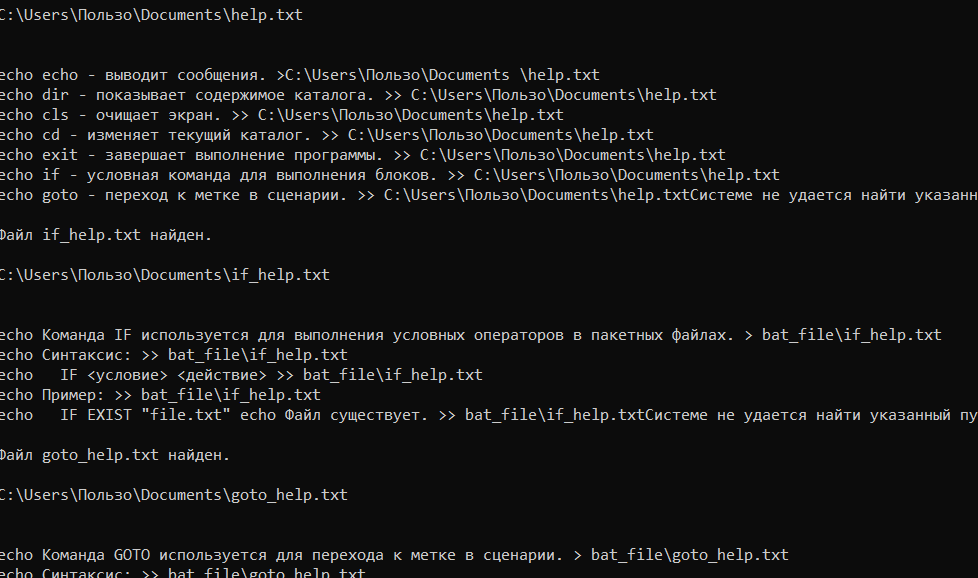 C:\Users\Пользо\Documents\help.txt
echo echo - выводит сообщения. >C:\Users\Пользо\Documents \help.txt
echo dir - показывает содержимое каталога. >> C:\Users\Пользо\Documents\help.txt
echo cls - очищает экран. >> C:\Users\Пользо\Documents\help.txt
echo cd - изменяет текущий каталог. >> C:\Users\Пользо\Documents\help.txt
echo exit - завершает выполнение программы. >> C:\Users\Пользо\Documents\help.txt
echo if - условная команда для выполнения блоков. >> C:\Users\Пользо\Documents\help.txt
echo goto - переход к метке в сценарии. >> C:\Users\Пользо\Documents\help.txtСистеме не удается найти указанн
Файл if_help.txt найден.
C:\Users\Пользо\Documents\if_help.txt
echo Команда IF используется для выполнения условных операторов в пакетных файлах. > bat_file\if_help.txt
echo Синтаксис: >> bat_file\if_help.txt
echo   IF <условие> <действие> >> bat_file\if_help.txt
echo Пример: >> bat_file\if_help.txt
echo   IF EXIST "file.txt" echo Файл существует. >> bat_file\if_help.txtСистеме не удается найти указанный пу
Файл goto_help.txt найден.
C:\Users\Пользо\Documents\goto_help.txt
echo Команда GOTO используется для перехода к метке в сценарии. > bat_file\goto_help.txt
echo Синтаксис: >> bat_file\goto_help.txt